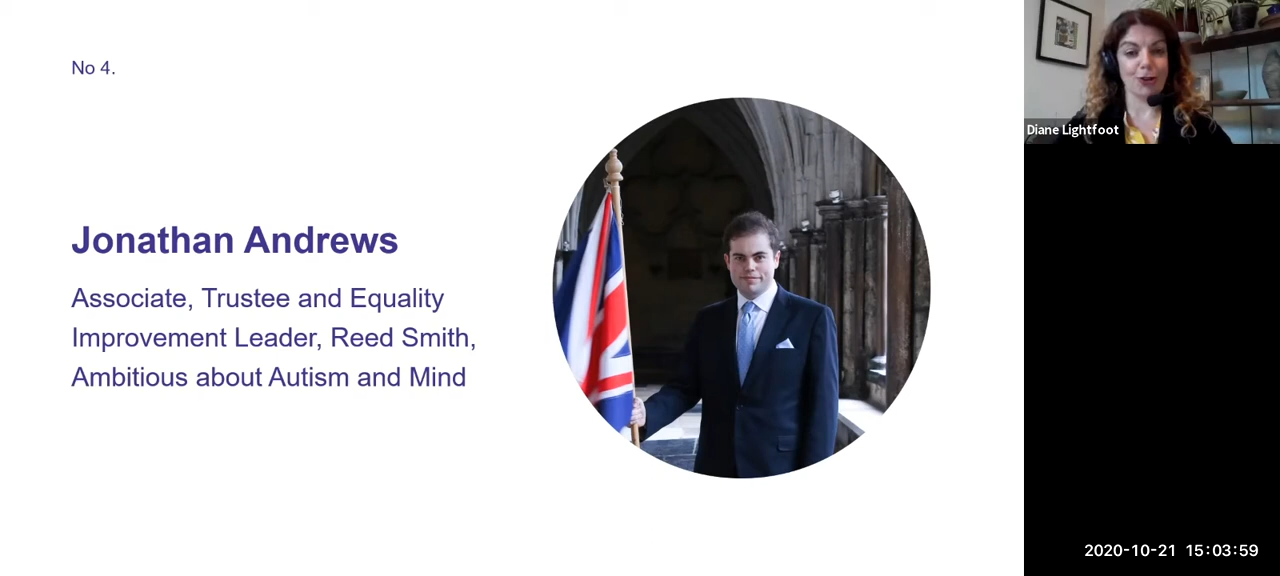 No 4.
Jonathan Andrews
Associate, Trustee and Equality
Improvement Leader, Reed Smith,
Ambitious about Autism and Mind
Diane Lightfoot
2020-10-21 15:03:59